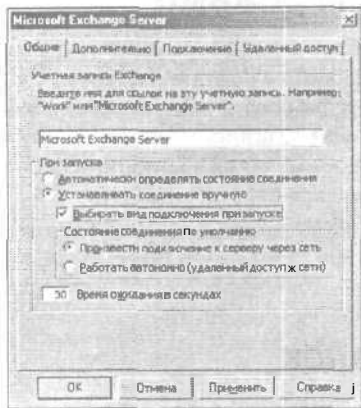 Microsoft Exchange Server
Общие Дополнительно Подключение Удаленный доступ
Учетная запись Exchange
Введите имя для ссылок на эту учетную запись. Например:
"Work" или "Microsoft Exchange Server".
Microsoft Exchange Server
При запуске
Автоматически определять состояние соединения
Устанавливать соединение вручную
Выбирать вид подключения при запуске
Состояние соединения по умолчанию
Произвести подключение к серверу через сеть
Работать автономно (удаленный доступ ж сети)
30 Время ожидания в секундах
OK Отмена Применить Справка j